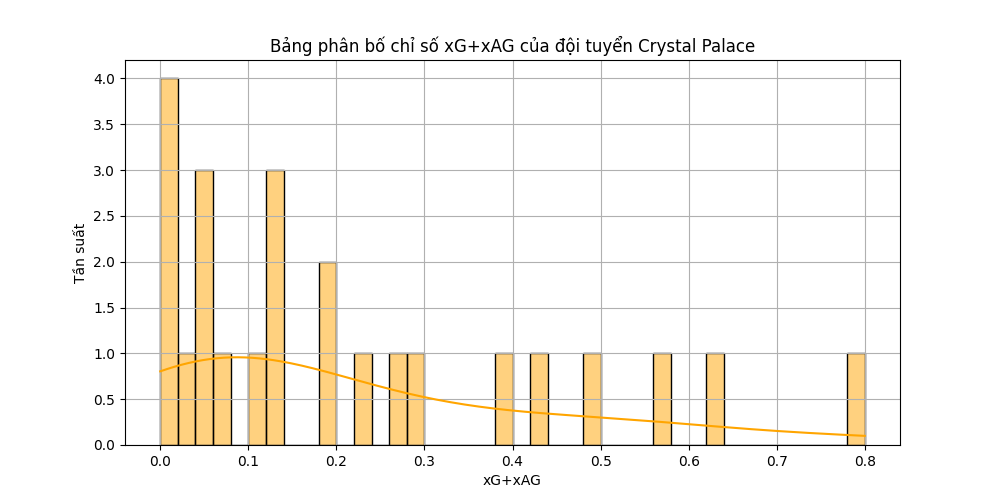 Bảng phân bố chỉ số xG+xAG của đội tuyển Crystal Palace
Tần suất
4.0
3.5
3.0
2.5
2.0
1.5
1.0
0.5
0.0
0.0 0.1 0.2 0.3 0.4 0.5 0.6 0.7 0.8
xG+xAG